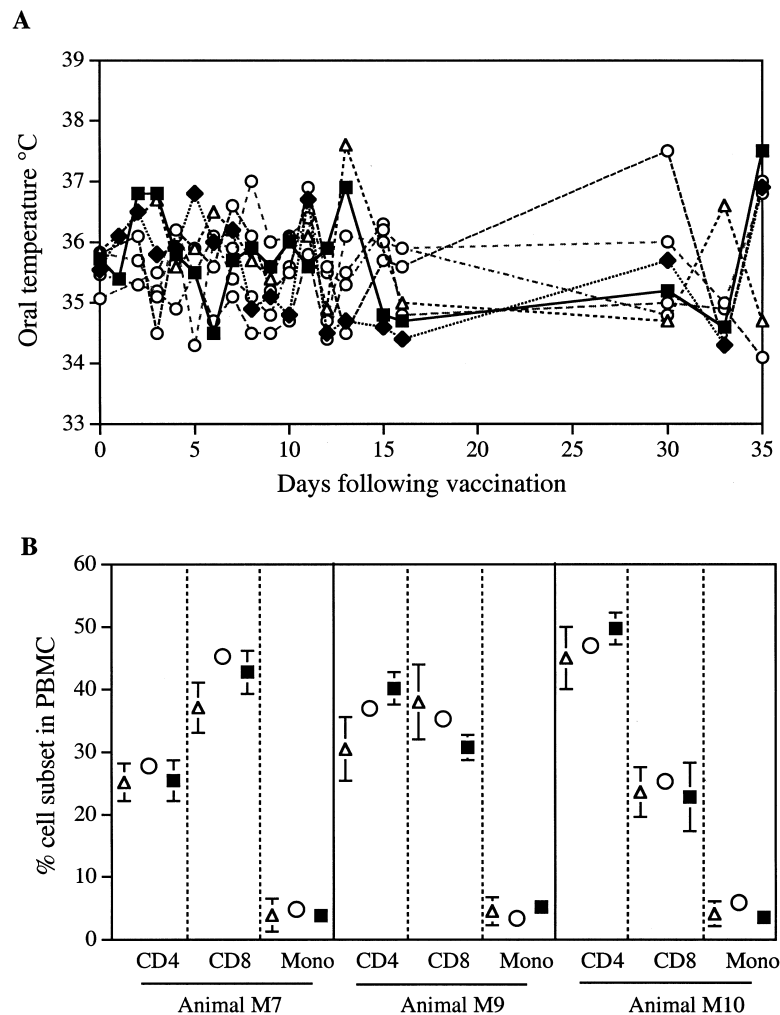 A
39
38
37
36
35
34
33
Oral temperature °C
0 5 10 15 20 25 30 35
Days following vaccination
B
60
50
40
30
20
10
0
% cell subset in PBMC
CD4 CD8 Mono CD4 CD8 Mono CD4 CD8 Mono
Animal M7 Animal M9 Animal M10